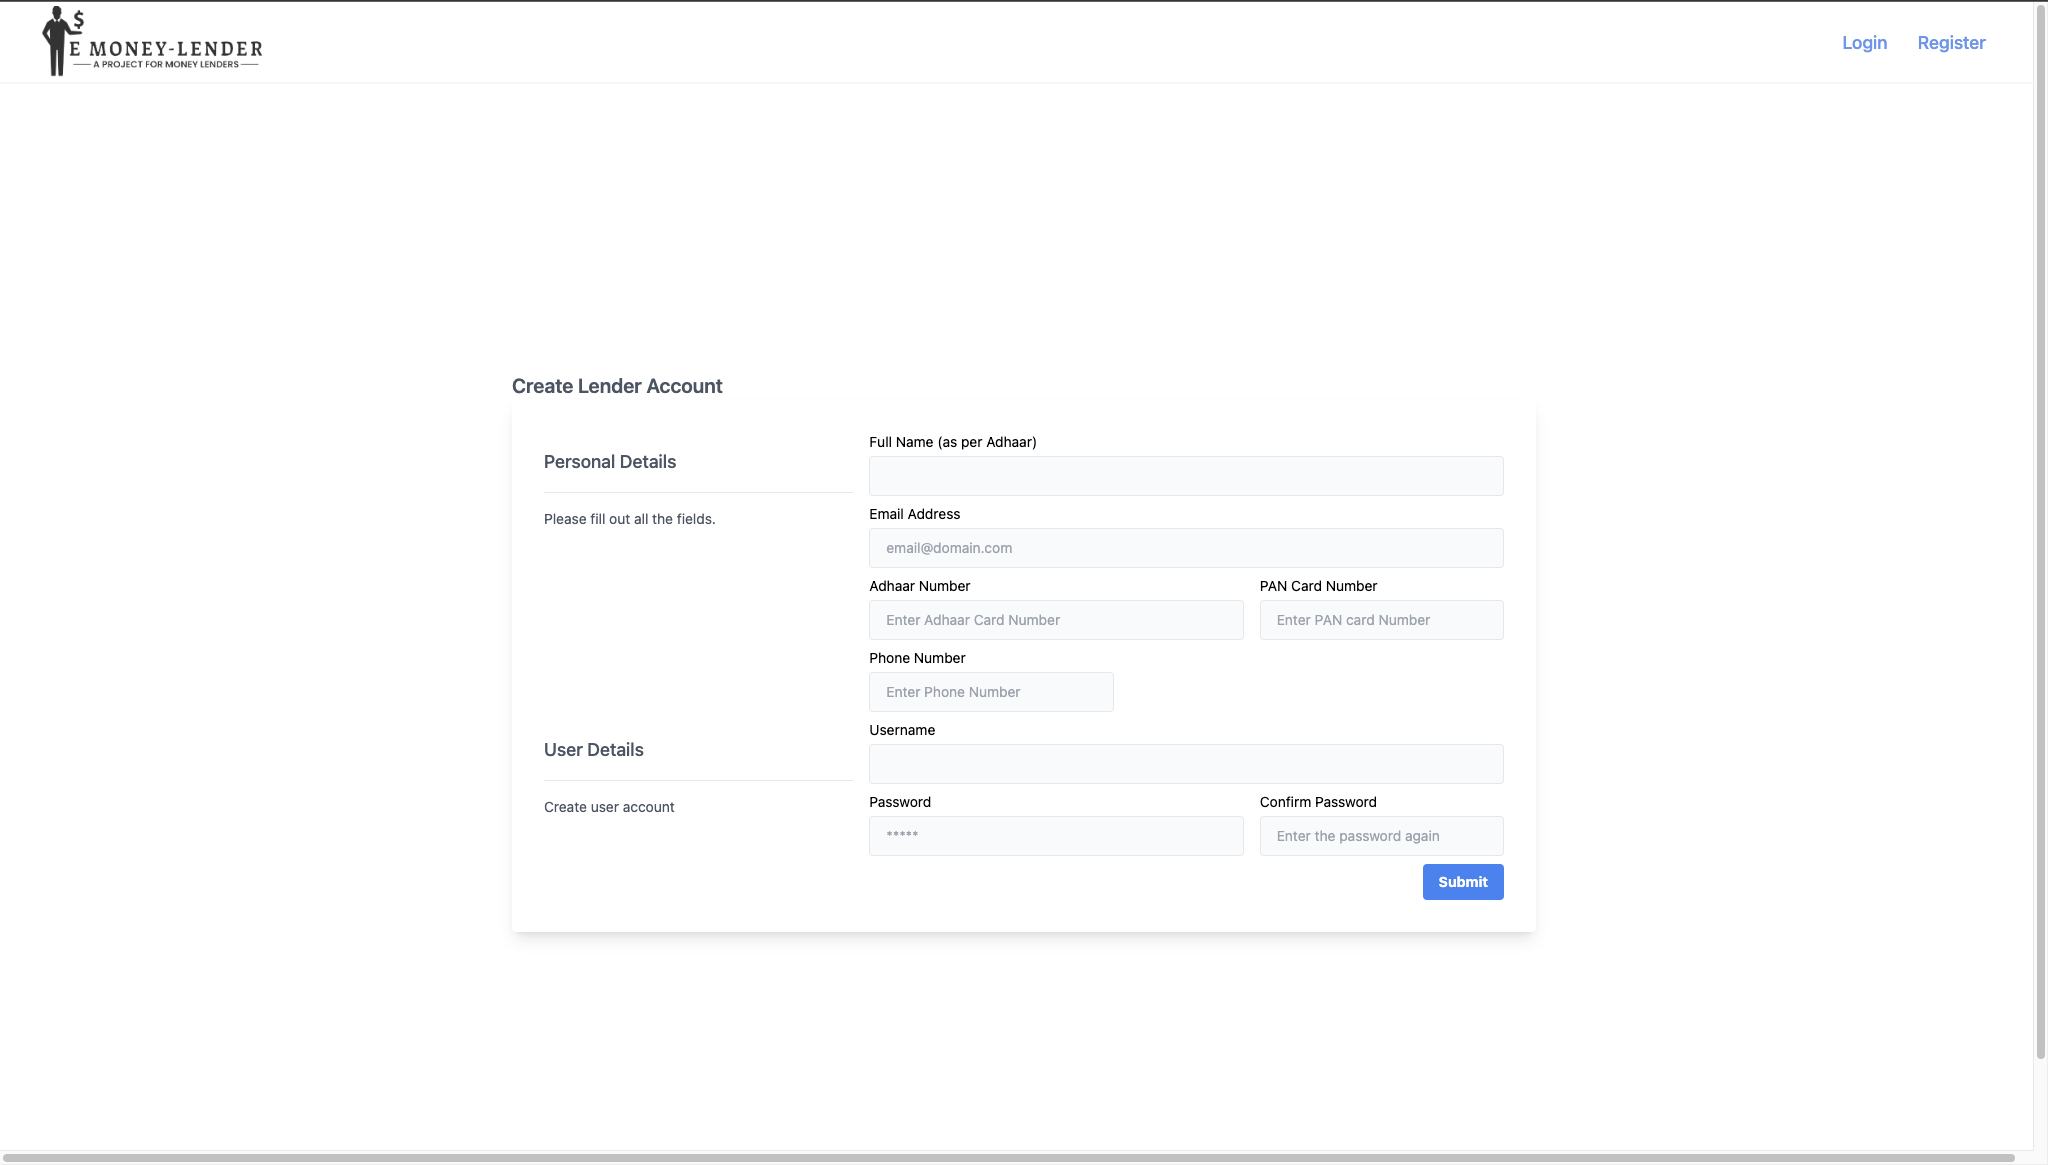 $
E MONEY-LENDER
A PROJECT FOR MONEY LENDERS
Login Register
Create Lender Account
Personal Details
Please fill out all the fields.
Full Name (as per Adhaar)
Email Address
email@domain.com
Adhaar Number PAN Card Number
Enter Adhaar Card Number Enter PAN card Number
Phone Number
Enter Phone Number
User Details
Create user account
Username
Password Confirm Password
***** Enter the password again
Submit